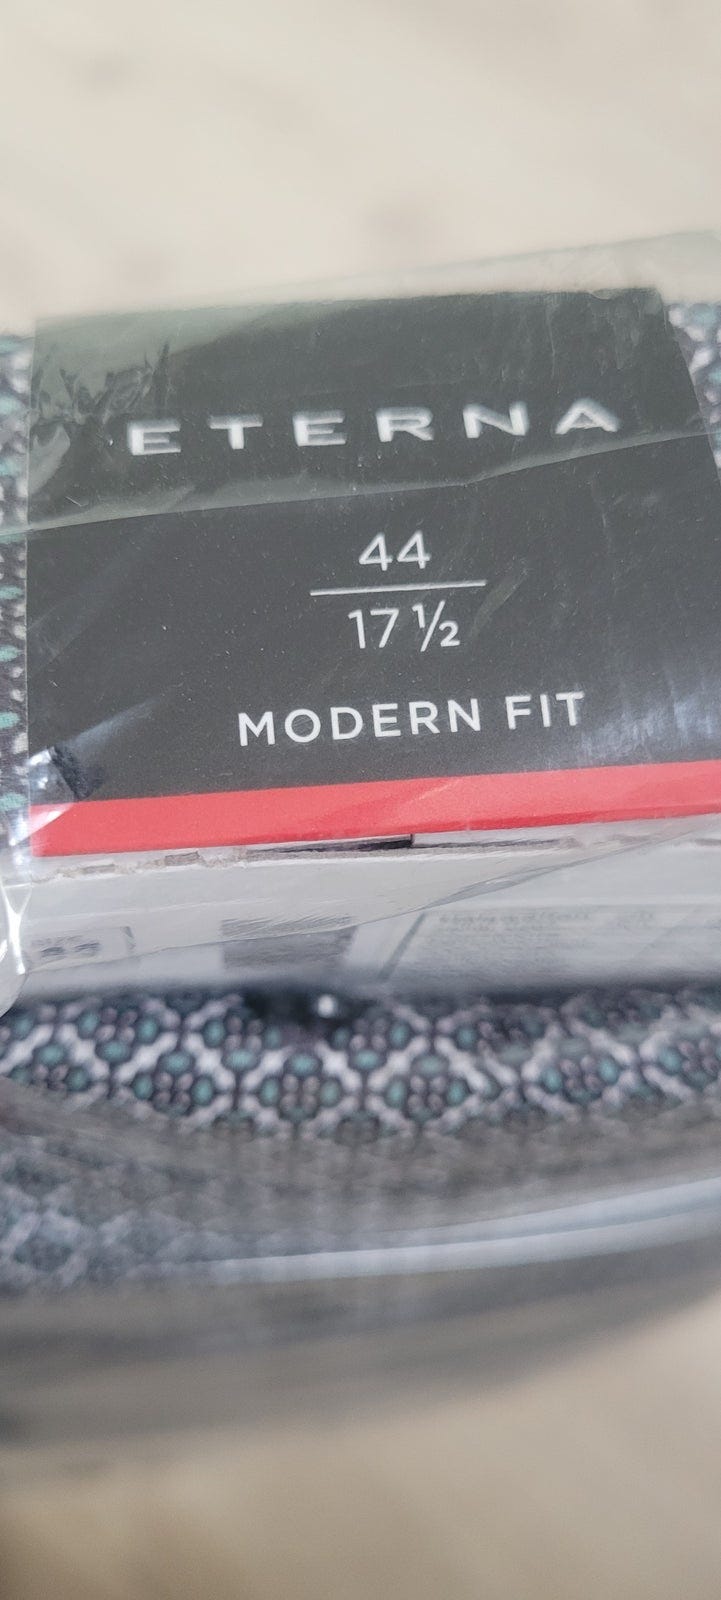 ETERNA
44
17 ½
MODERN FIT